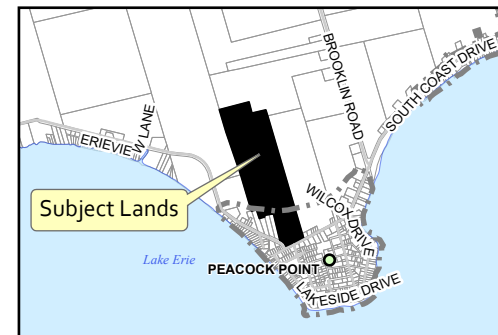 BROOKLIN ROAD
SOUTH COAST DRIVE
ERIEVIEW LANE
Subject Lands
WILCOX DRIVE
Lake Erie
PEACOCK POINT
LAKESIDE DRIVE